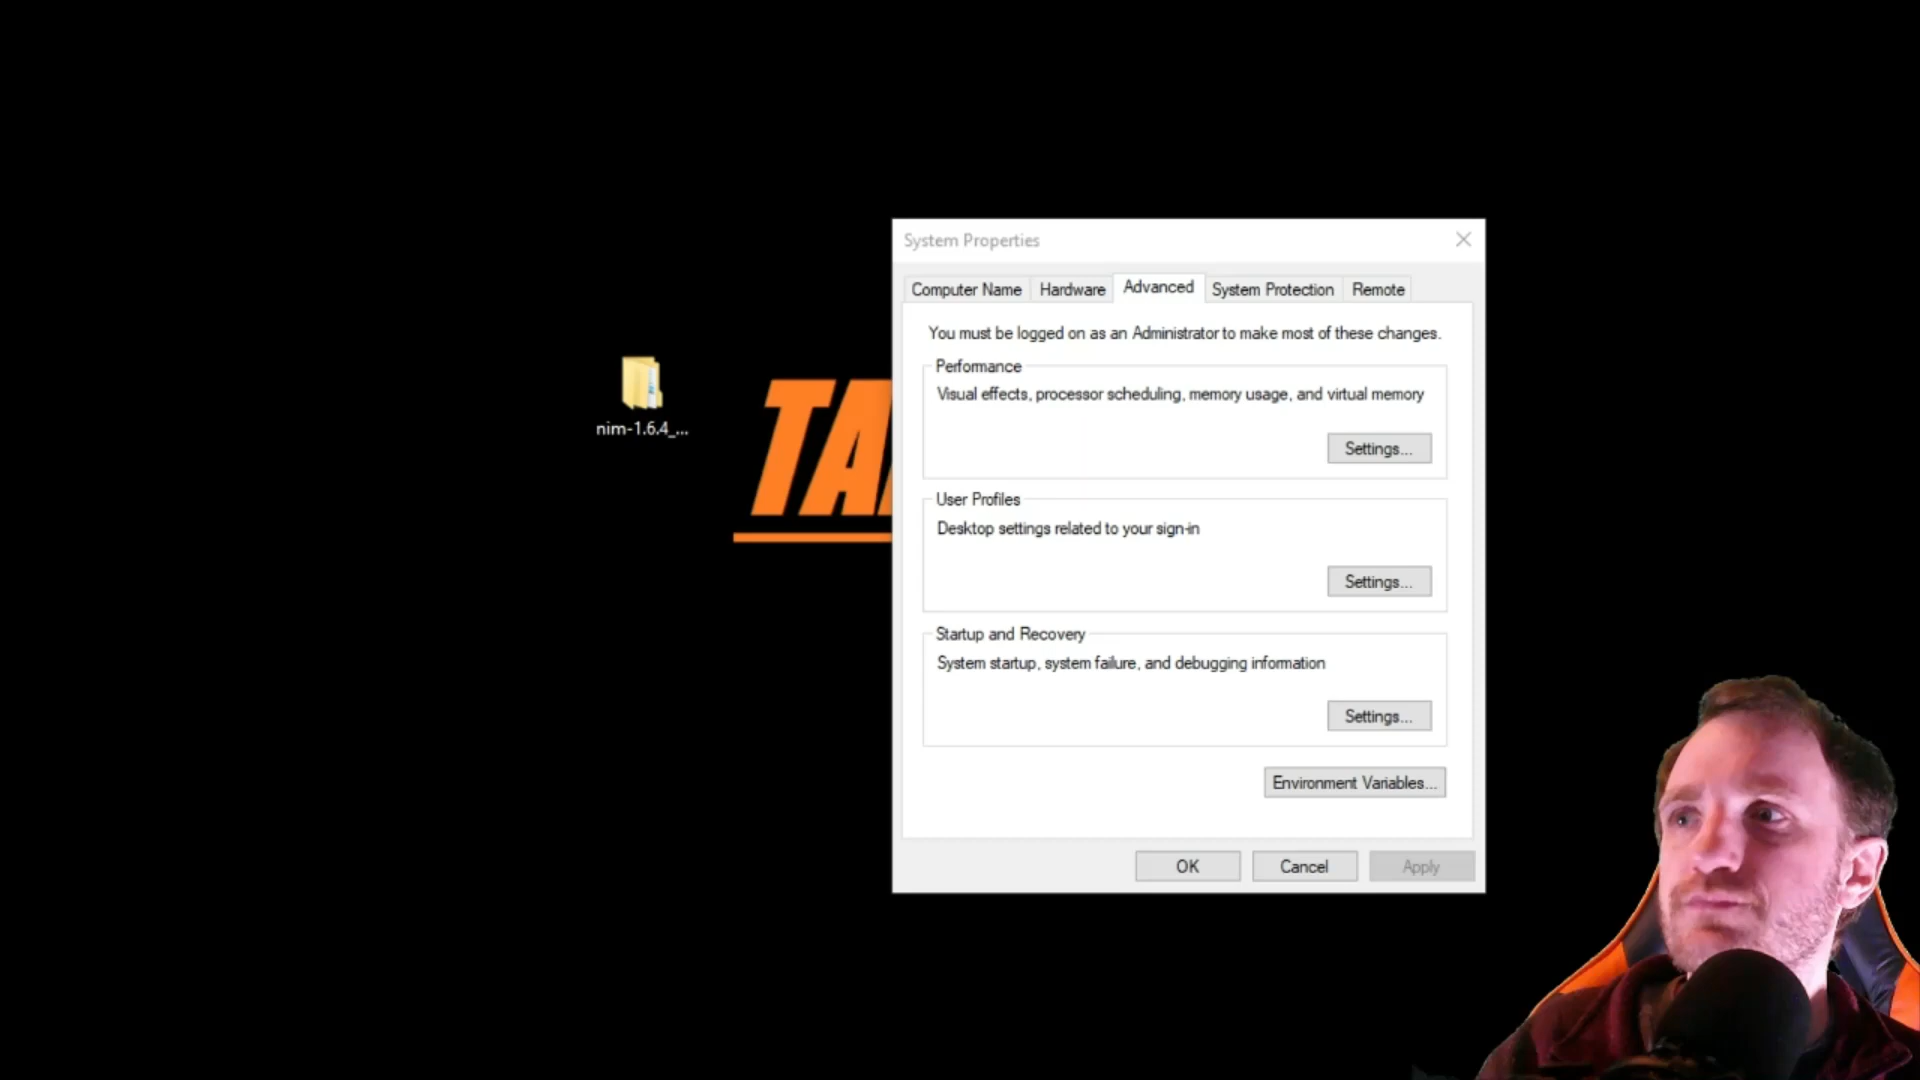 System Properties
Computer Name
Hardware
Advanced
System Protection
Remote
You must be logged on as an Administrator to make most of these changes.
Performance
Visual effects, processor scheduling, memory usage, and virtual memory
Settings...
User Profiles
Desktop settings related to your sign-in
Settings...
Startup and Recovery
System startup, system failure, and debugging information
Settings...
Environment Variables...
OK
Cancel
Apply
nim-1.6.4_...
TA